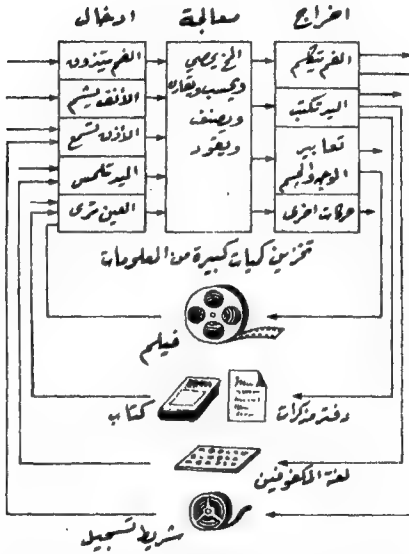 اخراج
معالجة
ادخال
الفم يتكلم
اليد تكتب
تعابير
الوجه والجسم
حركات اخرى
المخ يحصي
ويحسب ويقارن
ويصنف
ويقود
الفم يتذوق
الأنف يشم
الأذن تسمع
اليد تلمس
العين ترى
تخزين كميات كبيرة من المعلومات
فيلم
دفتر مذكرات
كتاب
لغة المكفوفين
شريط تسجيل